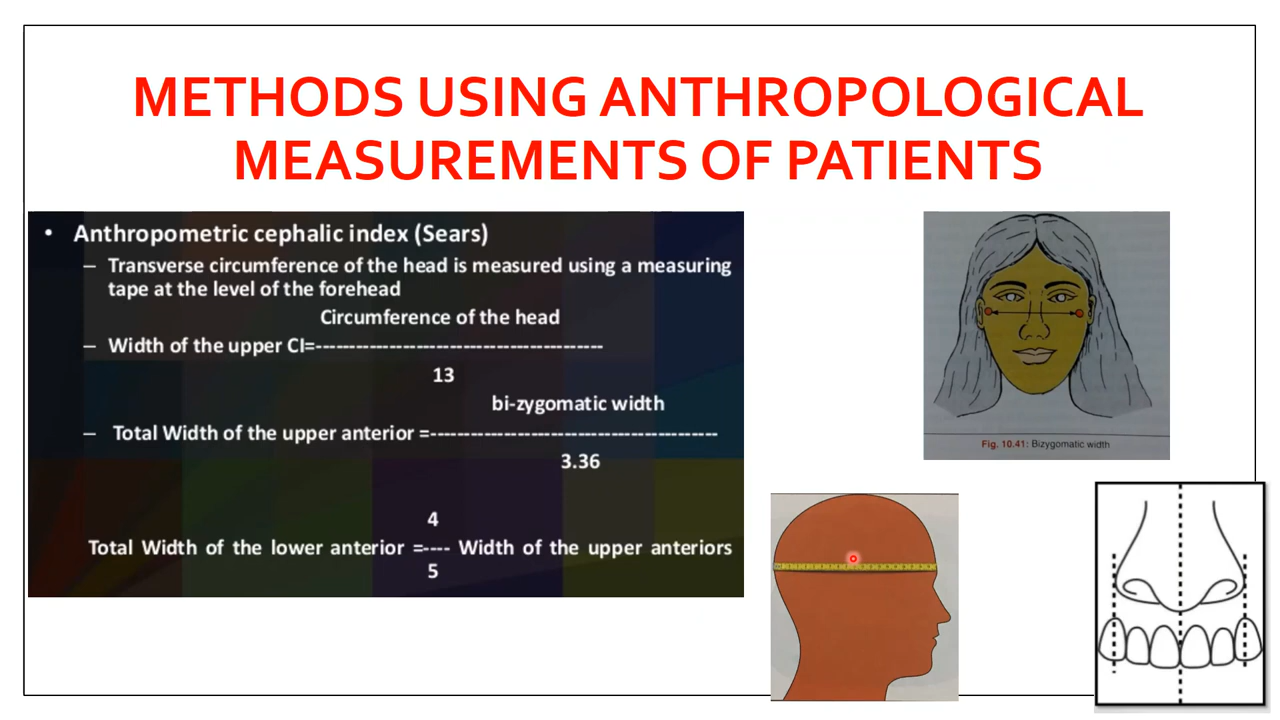 METHODS USING ANTHROPOLOGICAL
MEASUREMENTS OF PATIENTS
• Anthropometric cephalic index (Sears)
– Transverse circumference of the head is measured using a measuring
tape at the level of the forehead
Circumference of the head
– Width of the upper CI=------------------------------------------
13
bi-zygomatic width
– Total Width of the upper anterior =------------------------------------------
3.36
4
Total Width of the lower anterior =---- Width of the upper anteriors
5
Fig. 10.41: Bizygomatic width